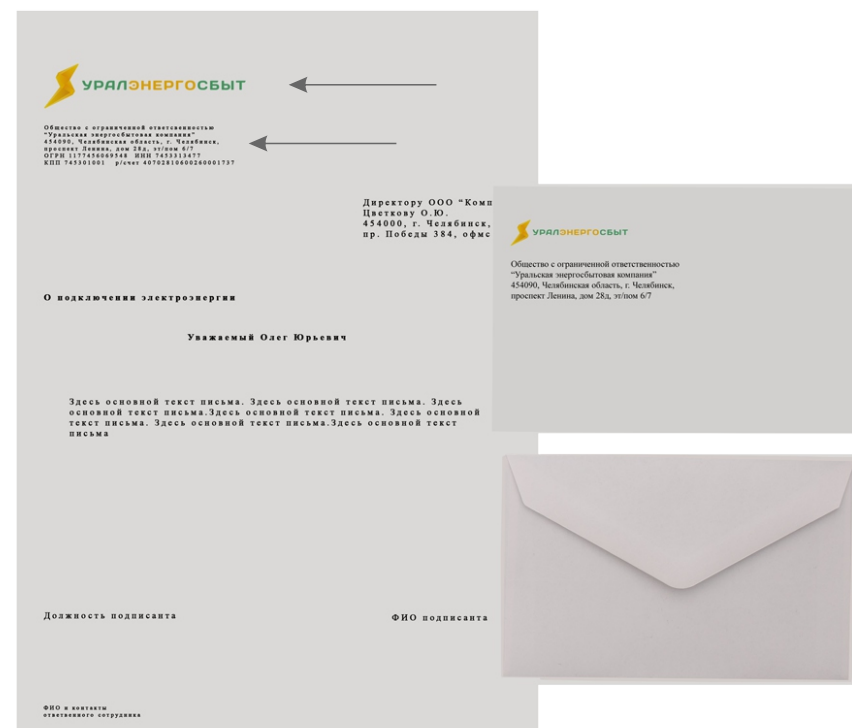 УРАЛЭНЕРГОСБЫТ
Общество с ограниченной ответсвенностью
"Уральская энергосбытовая компания"
454090, Челябинская область, г. Челябинск,
проспект Ленина, дом 28д, эт/пом 6/7
ОГРН 1177456069548 ИНН 7453313477
КПП 745301001 р/счет 40702810600260001737
Директору ООО "Комп
Цветкову О.Ю.
454000, г. Челябинск,
пр. Победы 384, офис
О подключении электроэнергии
Уважаемый Олег Юрьевич
Здесь основной текст письма. Здесь основной текст письма. Здесь
основной текст письма.Здесь основной текст письма. Здесь основной
текст письма. Здесь основной текст письма.Здесь основной текст
письма
Должность подписанта
ФИО подписанта
ФИО и контакты
ответвенного сотрудника
УРАЛЭНЕРГОСБЫТ
Общество с ограниченной ответственностью
"Уральская энергосбытовая компания"
454090, Челябинская область, г. Челябинск,
проспект Ленина, дом 28д, эт/пом 6/7